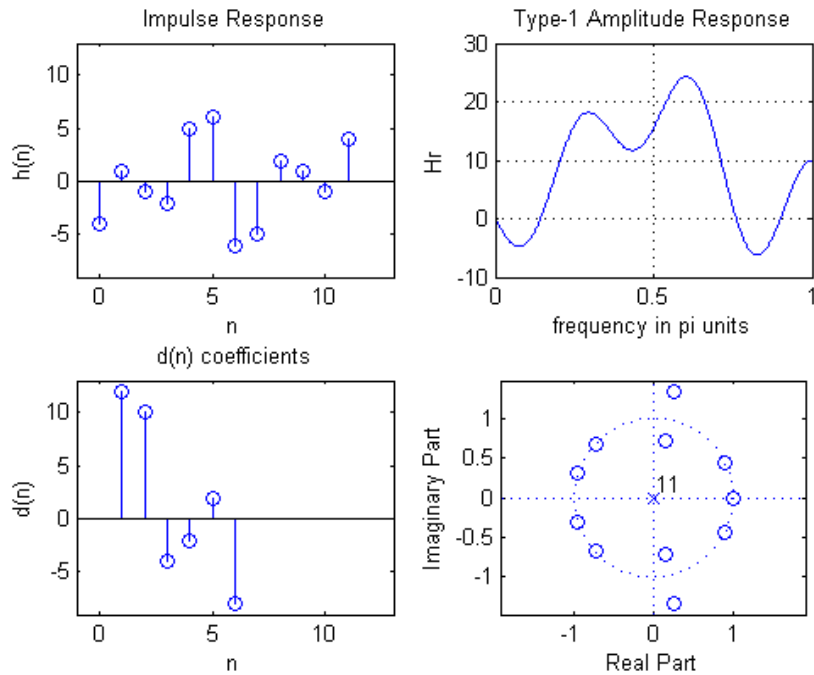 Impulse Response
10
5
0
-5
h(n)
0 5 10
n
Type-1 Amplitude Response
30
20
10
0
-10
Hr
0 0.5 1
frequency in pi units
d(n) coefficients
10
5
0
-5
d(n)
0 5 10
n
1
0.5
0
-0.5
-1
Imaginary Part
11
-1 0 1
Real Part